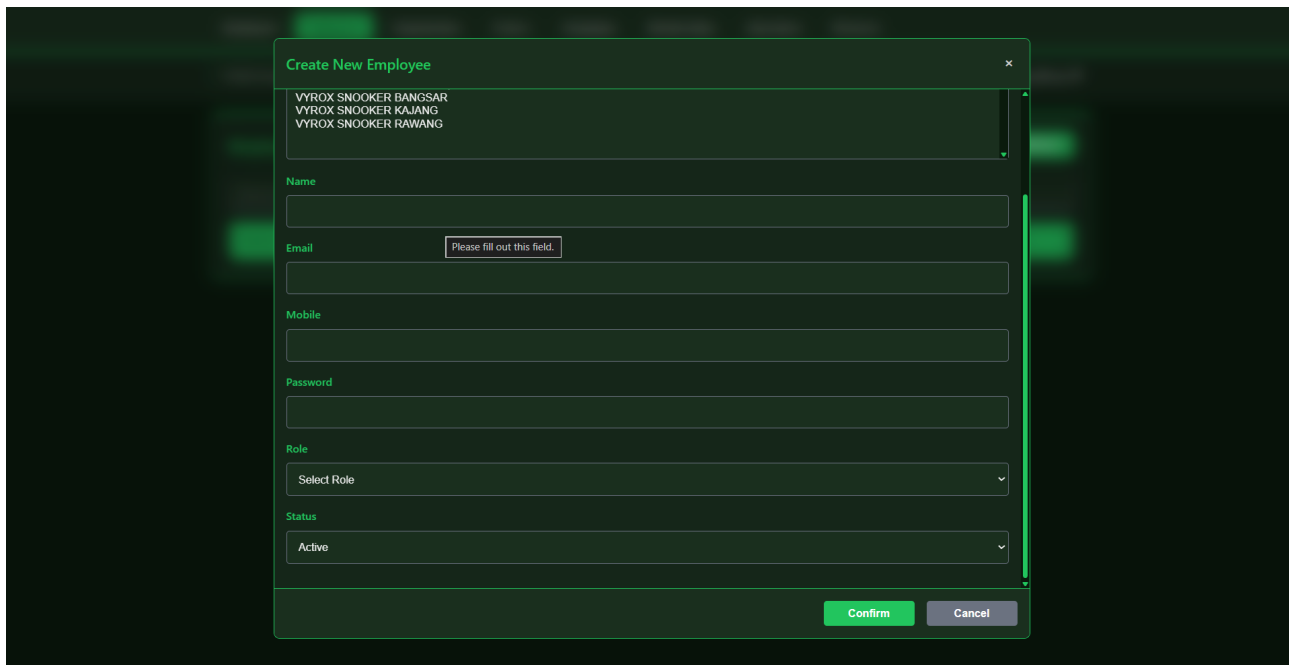 Create New Employee
×
VYROX SNOOKER BANGSAR
VYROX SNOOKER KAJANG
VYROX SNOOKER RAWANG
Name
Email
Please fill out this field.
Mobile
Password
Role
Select Role
Status
Active
Confirm
Cancel